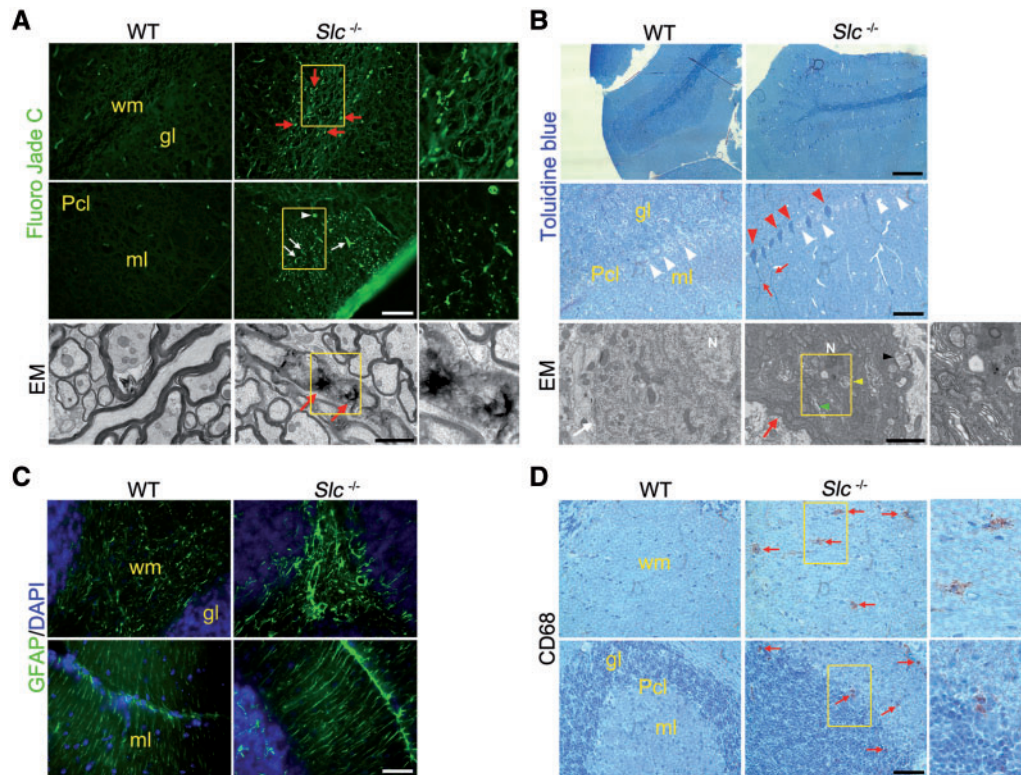 A
WT
Slc -/-
Fluoro Jade C
wm
gl
Pcl
ml
EM
B
WT
Slc -/-
Toluidine blue
gl
Pcl
ml
EM
N
N
C
WT
Slc -/-
GFAP/DAPI
wm
gl
ml
D
WT
Slc -/-
CD68
wm
gl
Pcl
ml